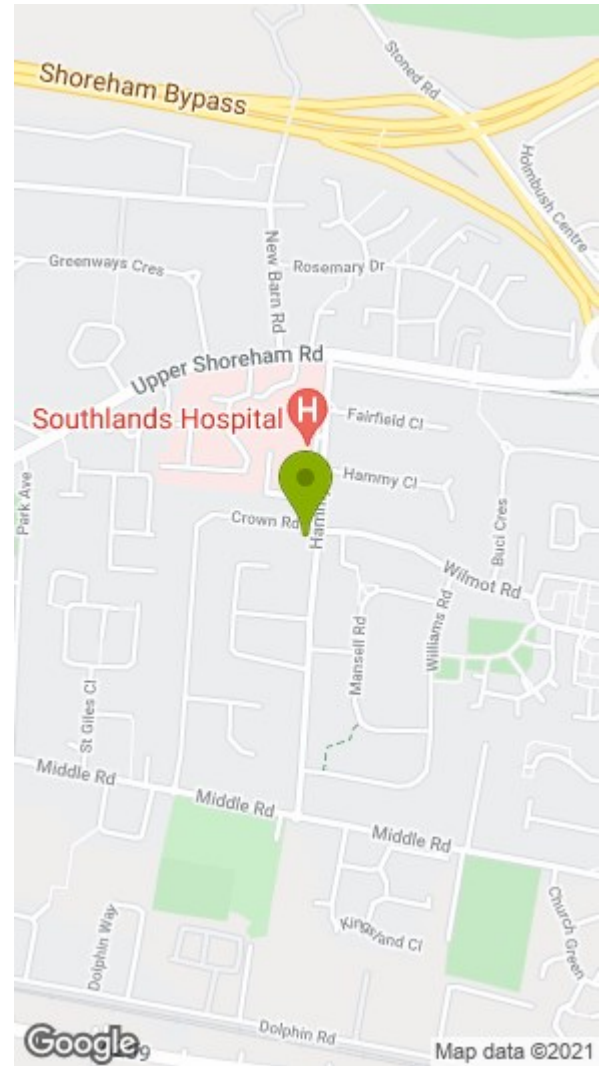 Stoned Rd
Shoreham Bypass
Holmbush Centre
New Barn Rd
Greenways Cres
Rosemary Dr
Upper Shoreham Rd
Southlands Hospital
H
Fairfield Cl
Hammy Cl
Park Ave
Crown Rd
Buci Cres
Wilmot Rd
Mansell Rd
Williams Rd
St Giles Cl
Middle Rd
Middle Rd
Middle Rd
Kingsland Cl
Church Green
Dolphin Way
Dolphin Rd
Google
Map data ©2021